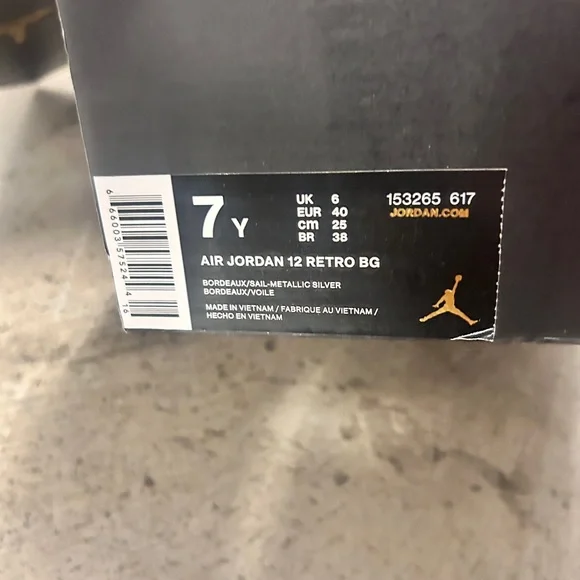 7 Y
UK 6
EUR 40
cm 25
BR 38
153265 617
JORDAN.COM
AIR JORDAN 12 RETRO BG
BORDEAUX/SAIL-METALLIC SILVER
BORDEAUX/VOILE
MADE IN VIETNAM / FABRIQUE AU VIETNAM /
HECHO EN VIETNAM